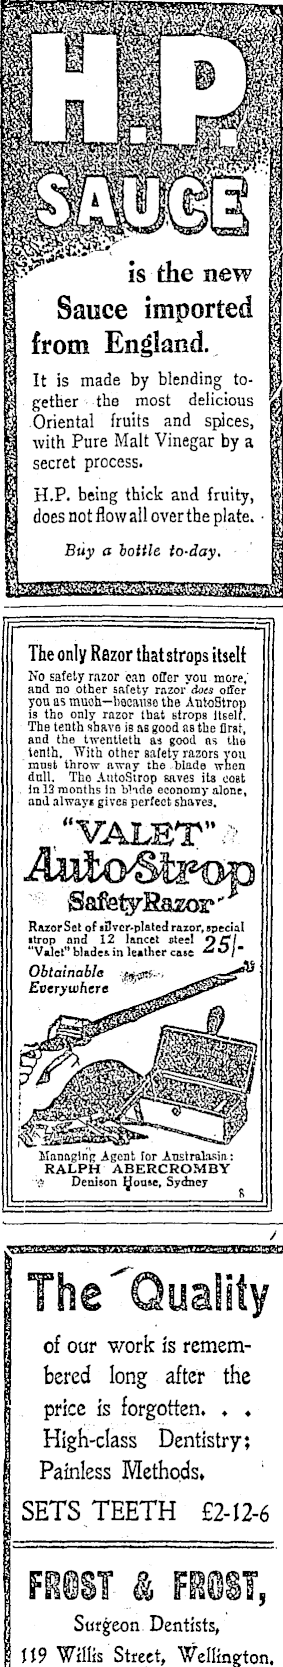 H.P.
SAUCE
is the new
Sauce imported
from England.
It is made by blending to-
gether the most delicious
Oriental fruits and spices,
with Pure Malt Vinegar by a
secret process.
H.P. being thick and fruity,
does not flow all over the plate.
Buy a bottle to-day.
The only Razor that strops itself
No safety razor can offer you more,
and no other safety razor does offer
you as much—because the AutoStrop
is the only razor that strops itself.
The tenth shave is as good as the first,
and the twentieth as good as the
tenth. With other safety razors you
must throw away the blade when
dull. The AutoStrop saves its cost
in 12 months in blade economy alone,
and always gives perfect shaves.
"VALET"
AutoStrop
Safety Razor
Razor Set of silver-plated razor, special
strop and 12 lancet steel
"Valet" blades in leather case 25/-
Obtainable
Everywhere
Managing Agent for Australasia:
RALPH ABERCROMBY
Denison House, Sydney
8
The Quality
of our work is remem-
bered long after the
price is forgotten. . .
High-class Dentistry;
Painless Methods.
SETS TEETH £2-12-6
FROST & FROST,
Surgeon Dentists,
119 Willis Street, Wellington.